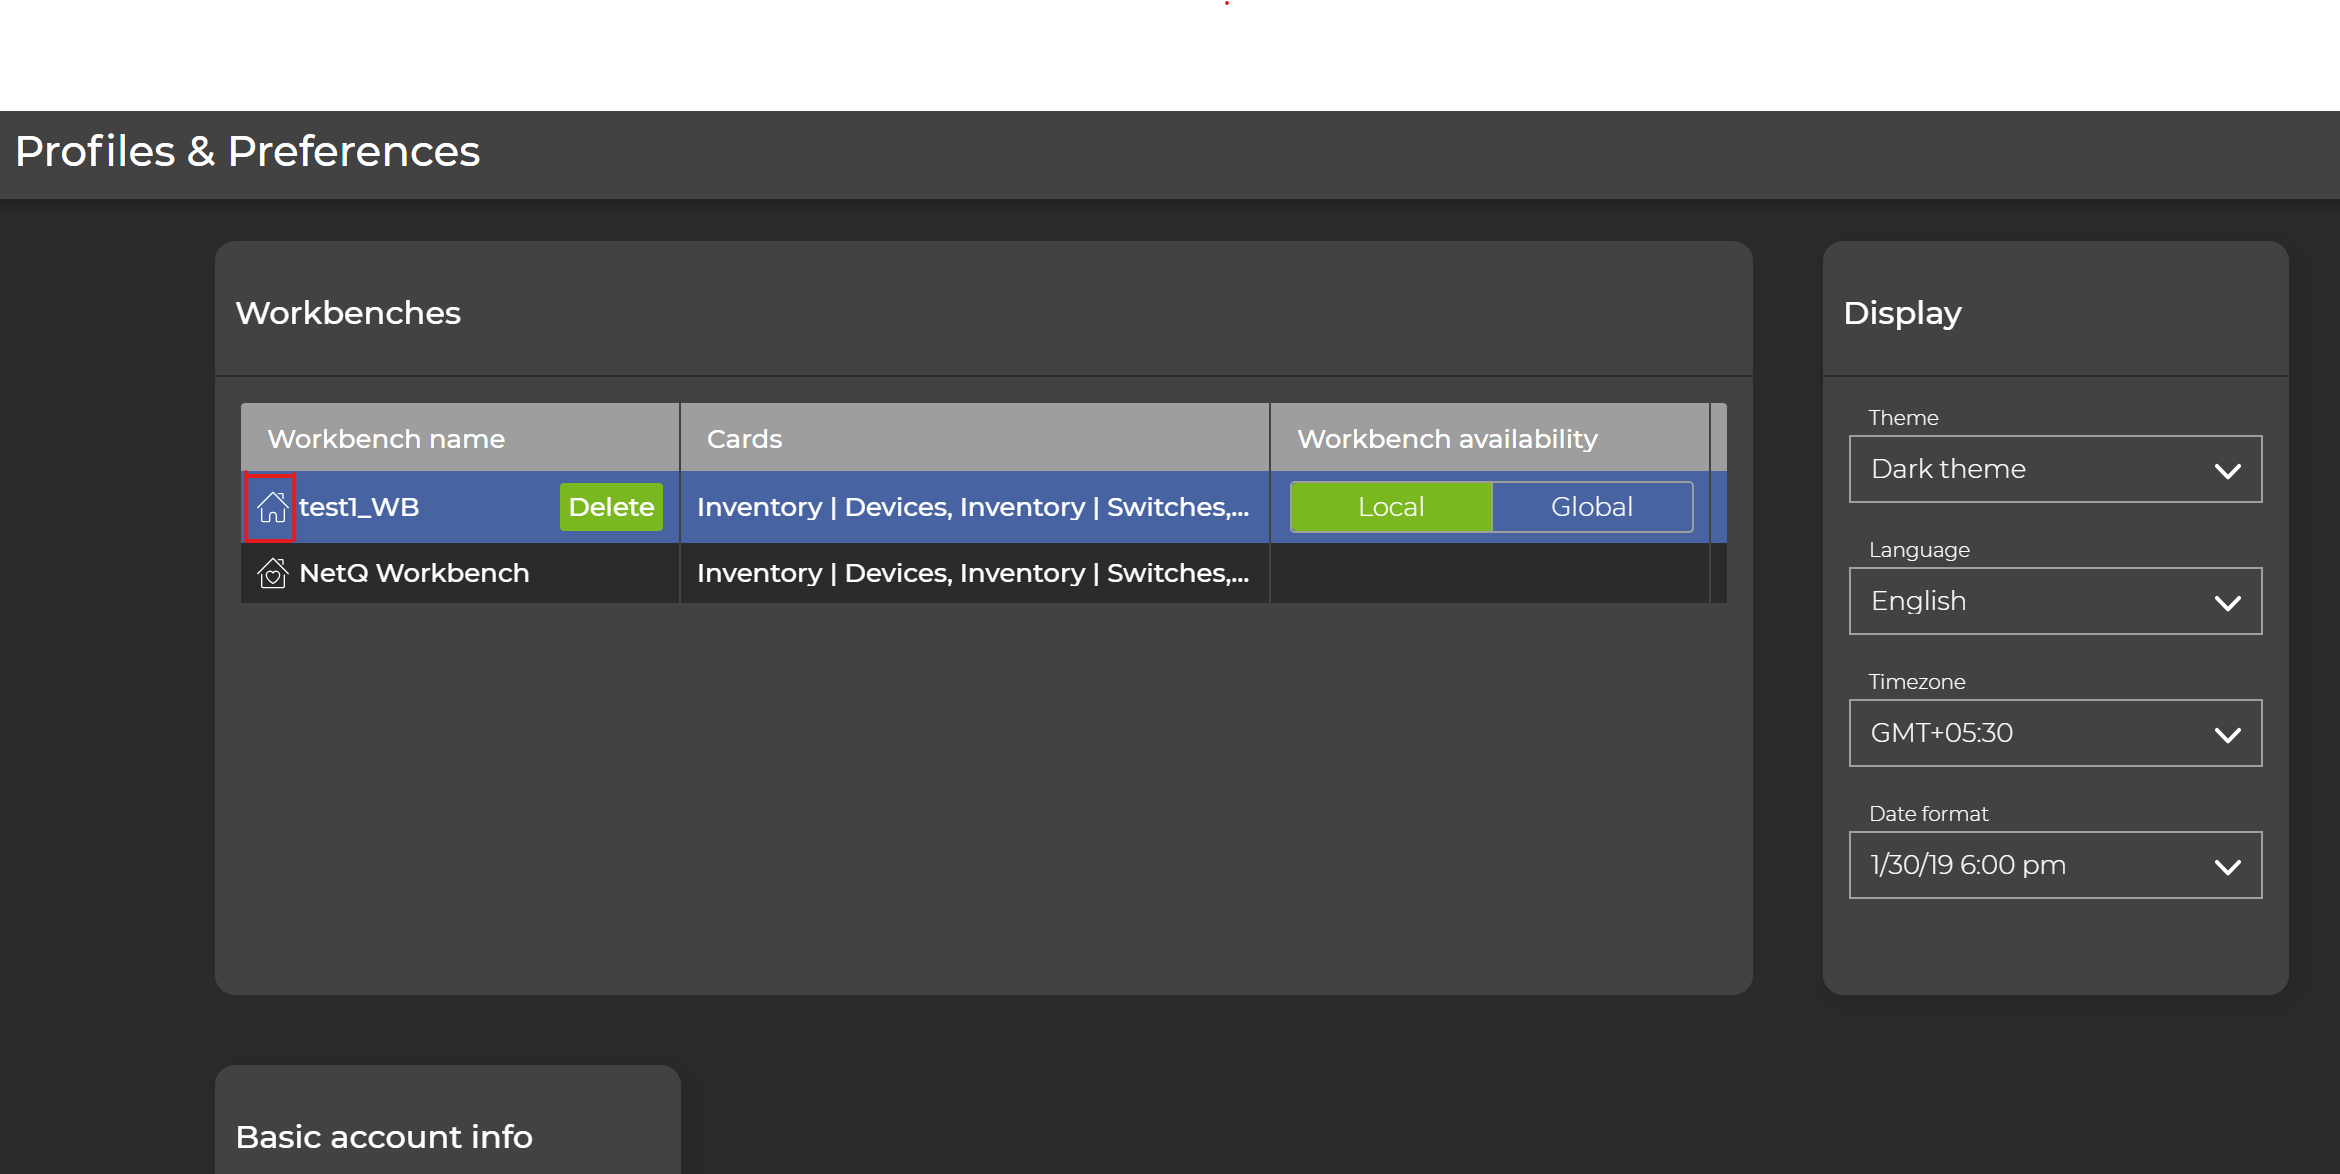 Profiles & Preferences
Workbenches
Workbench name Cards Workbench availability
test1_WB Delete Inventory | Devices, Inventory | Switches,... Local Global
NetQ Workbench Inventory | Devices, Inventory | Switches,...
Display
Theme
Dark theme
Language
English
Timezone
GMT+05:30
Date format
1/30/19 6:00 pm
Basic account info